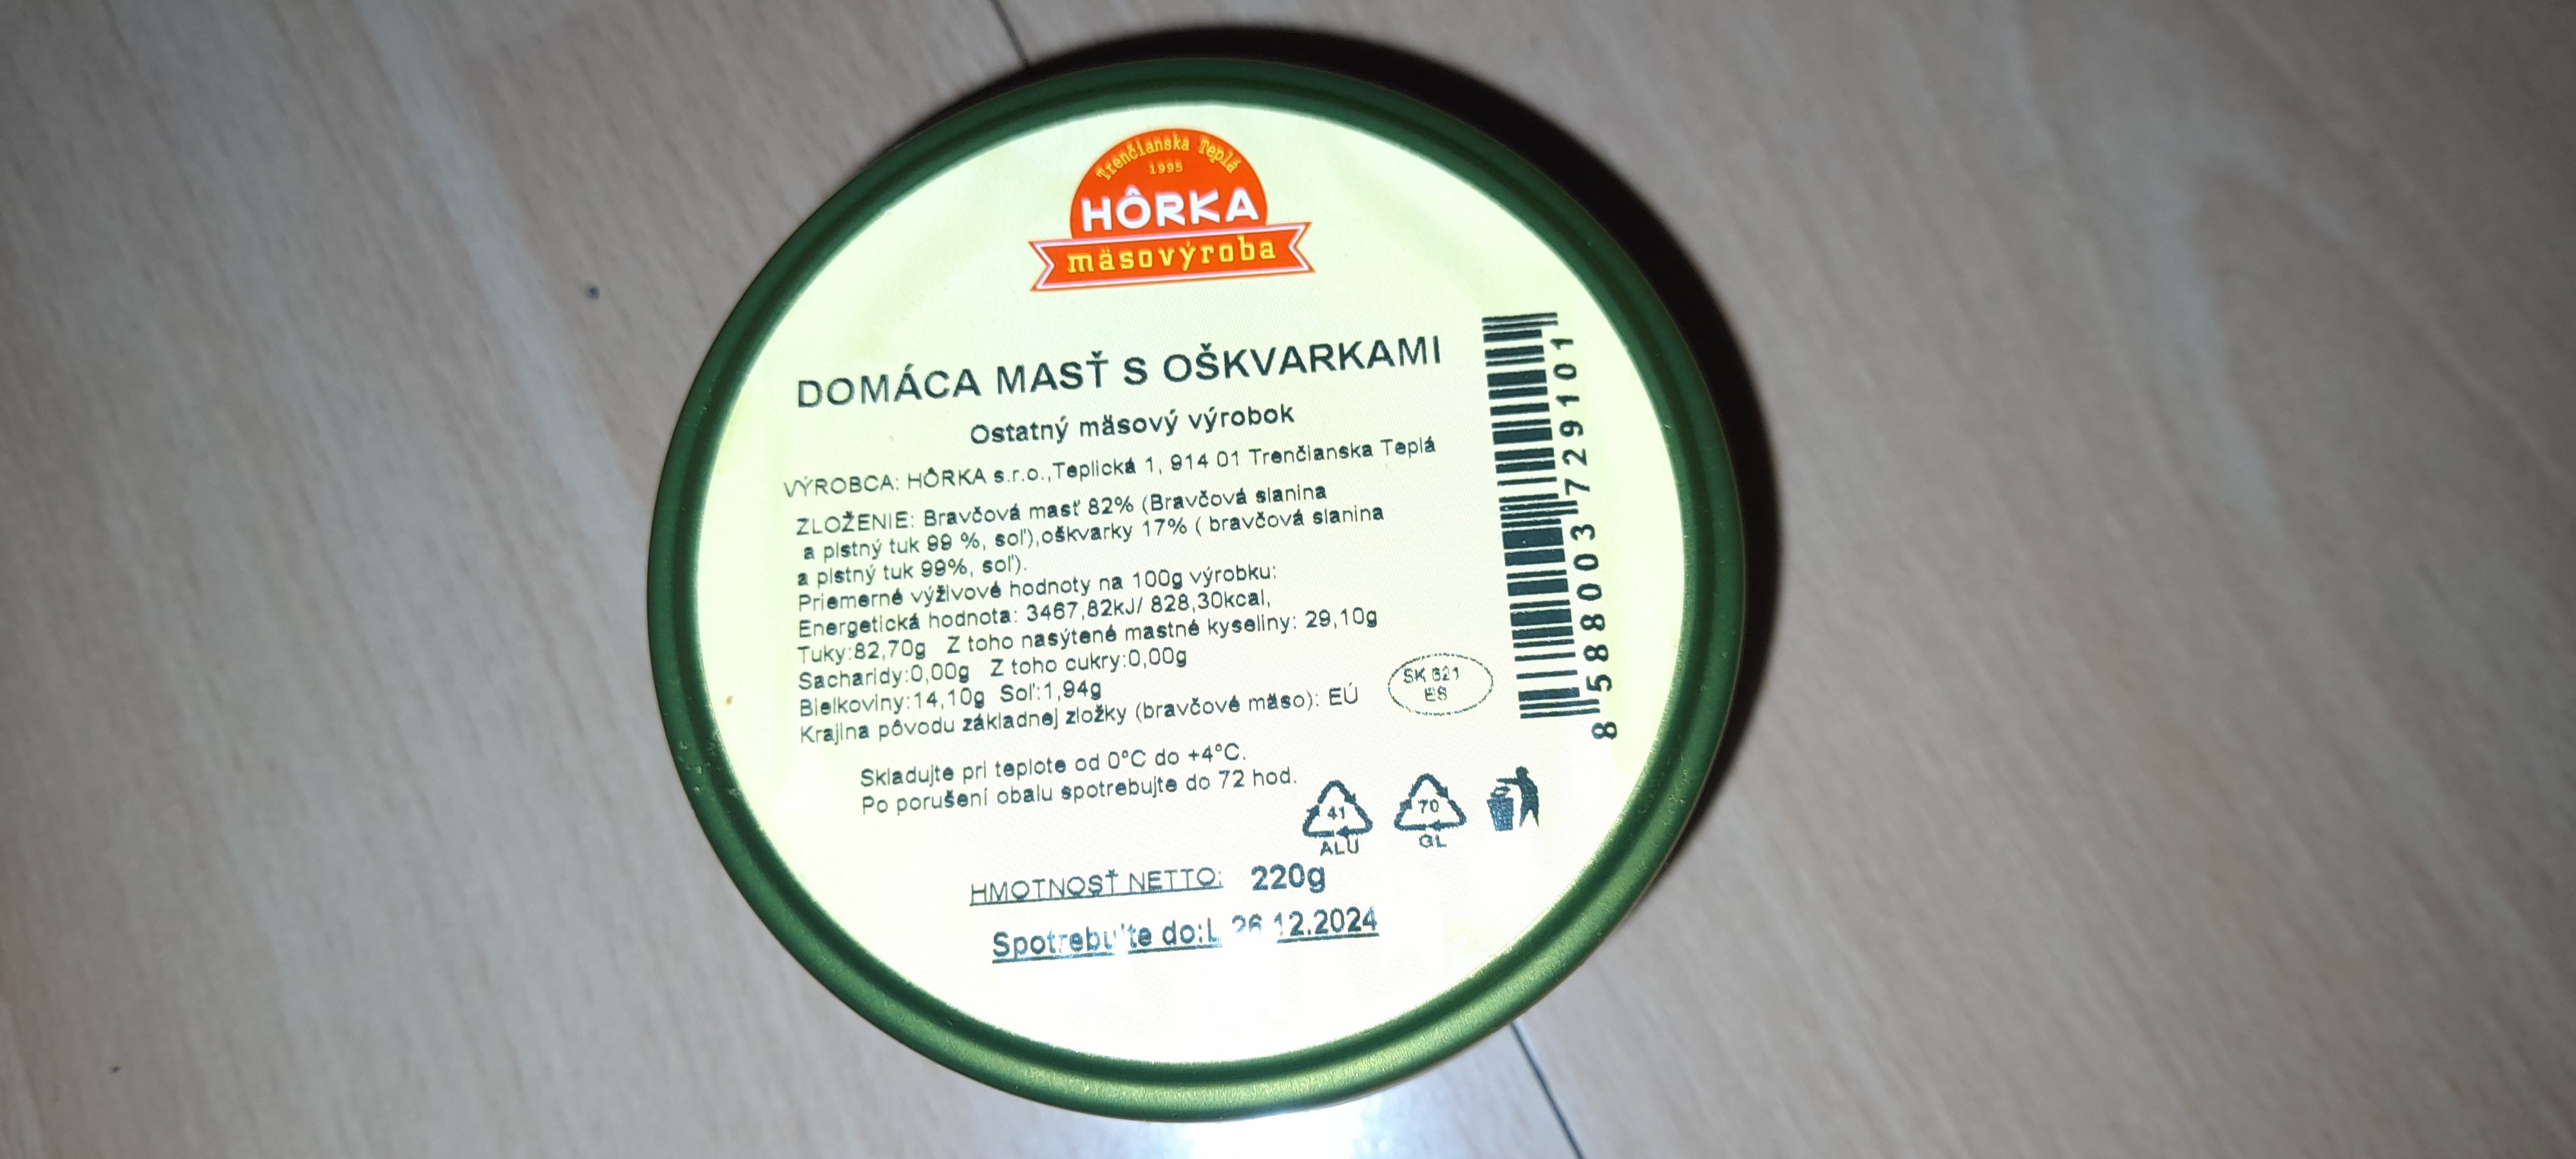 Trenčianska Teplá
1995
HÔRKA
mäsovýroba
DOMÁCA MASŤ S OŠKVARKAMI
Ostatný mäsový výrobok
VÝROBCA: HÔRKA s.r.o.,Teplická 1, 914 01 Trenčianska Teplá
ZLOŽENIE: Bravčová masť 82% (Bravčová slanina
a plstný tuk 99 %, soľ),oškvarky 17% ( bravčová slanina
a plstný tuk 99%, soľ).
Priemerné výživové hodnoty na 100g výrobku:
Energetická hodnota: 3467,82kJ/ 828,30kcal,
Tuky:82,70g Z toho nasýtené mastné kyseliny: 29,10g
Sacharidy:0,00g Z toho cukry:0,00g
Bielkoviny:14,10g Soľ:1,94g
Krajina pôvodu základnej zložky (bravčové mäso): EÚ
SK
ES
Skladujte pri teplote od 0°C do +4°C.
Po porušení obalu spotrebujte do 72 hod.
41
ALU
70
GL
HMOTNOSŤ NETTO: 220g
Spotrebujte do:L 26.12.2024
8 588003 729101